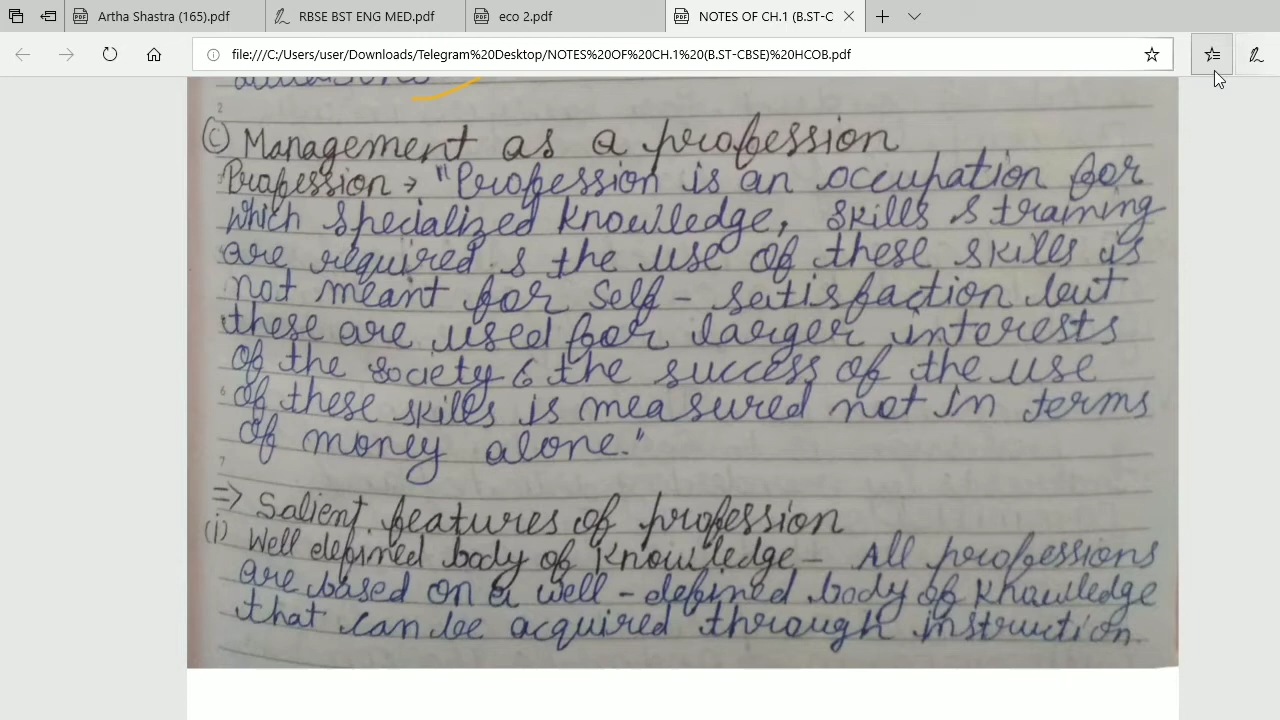 Artha Shastra (165).pdf
RBSE BST ENG MED.pdf
eco 2.pdf
NOTES OF CH.1 (B.ST-C
file:///C:/Users/user/Downloads/Telegram%20Desktop/NOTES%20OF%20CH.1%20(B.ST-CBSE)%20HCOB.pdf
(C) Management as a profession
Profession → "Profession is an occupation for
which specialized knowledge, skills & training
are required & the use of these skills is
not meant for self-satisfaction but
these are used for larger interests
of the society & the success of the use
of these skills is measured not in terms
of money alone."
⇒ Salient features of profession
(i) Well defined body of knowledge - All professions
are based on a well-defined body of knowledge
that can be acquired through instruction.